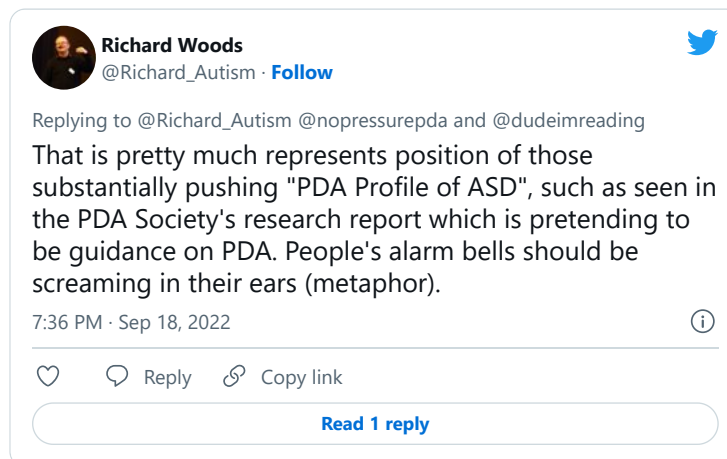 Richard Woods
@Richard_Autism · Follow
Replying to @Richard_Autism @nopressurepda and @dudeimreading
That is pretty much represents position of those
substantially pushing "PDA Profile of ASD", such as seen in
the PDA Society's research report which is pretending to
be guidance on PDA. People's alarm bells should be
screaming in their ears (metaphor).
7:36 PM · Sep 18, 2022
Reply Copy link
Read 1 reply